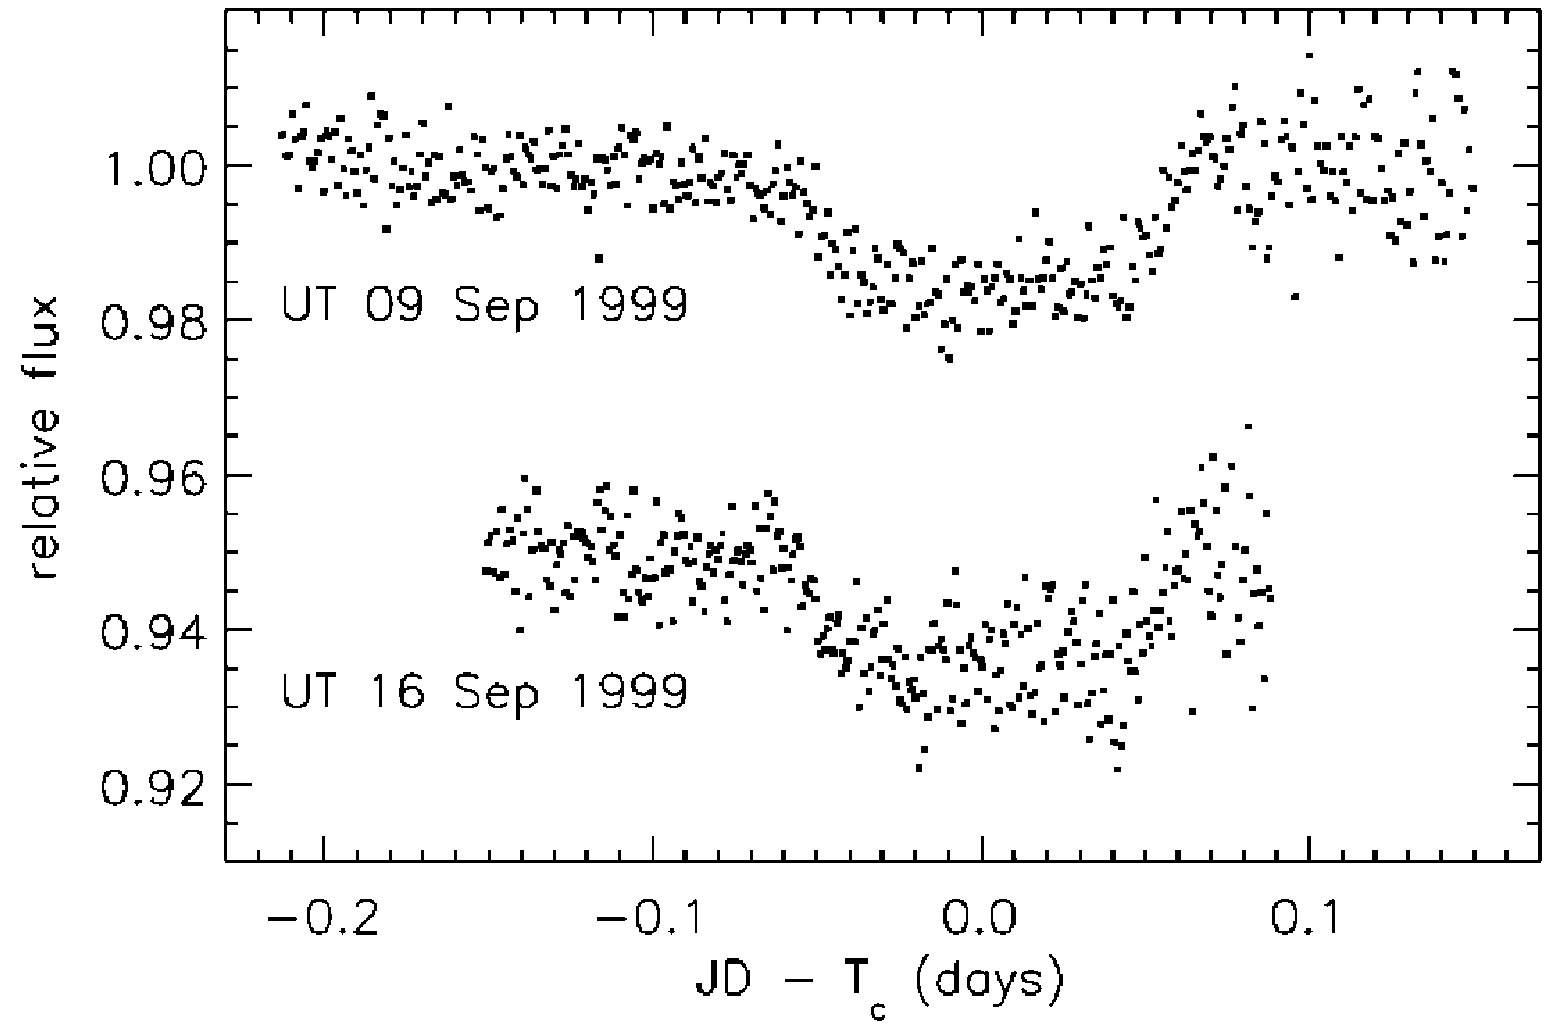 1.00
0.98
0.96
0.94
0.92
relative flux
UT 09 Sep 1999
UT 16 Sep 1999
−0.2 −0.1 0.0 0.1
JD − Tc (days)